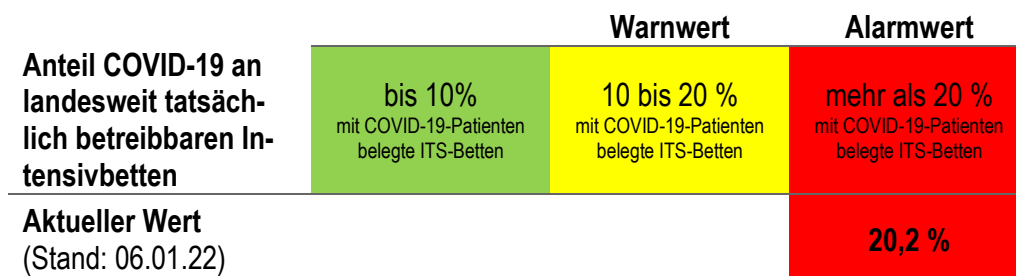 Warnwert Alarmwert
Anteil COVID-19 an
landesweit tatsäch-
lich betreibbaren In-
tensivbetten
bis 10%
mit COVID-19-Patienten
belegte ITS-Betten
10 bis 20 %
mit COVID-19-Patienten
belegte ITS-Betten
mehr als 20 %
mit COVID-19-Patienten
belegte ITS-Betten
Aktueller Wert
(Stand: 06.01.22)
20,2 %